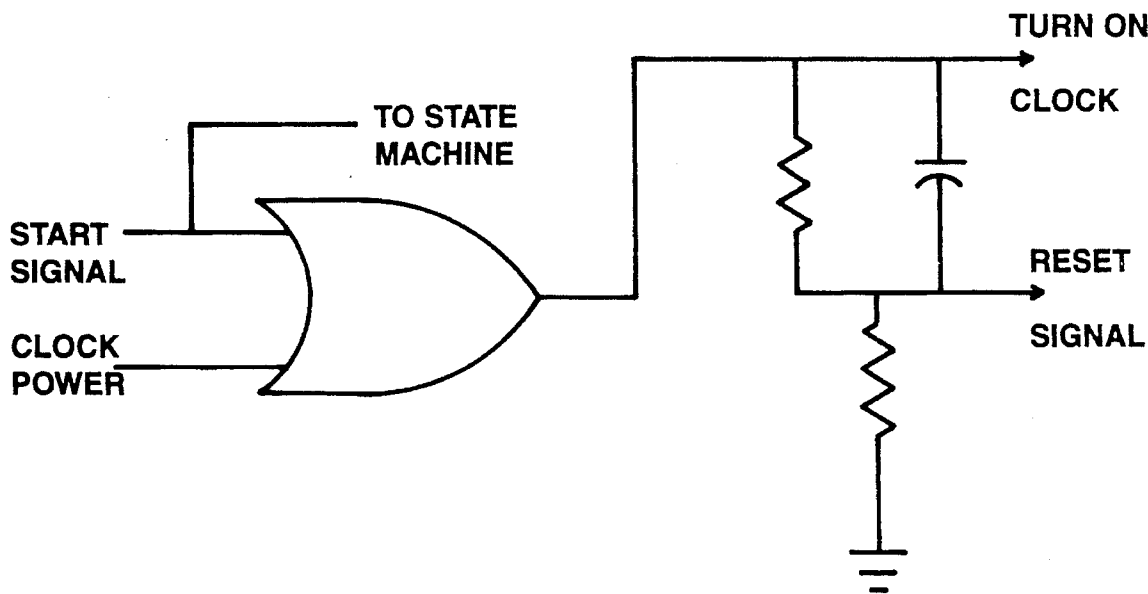 TURN ON
CLOCK
TO STATE
MACHINE
START
SIGNAL
RESET
SIGNAL
CLOCK
POWER